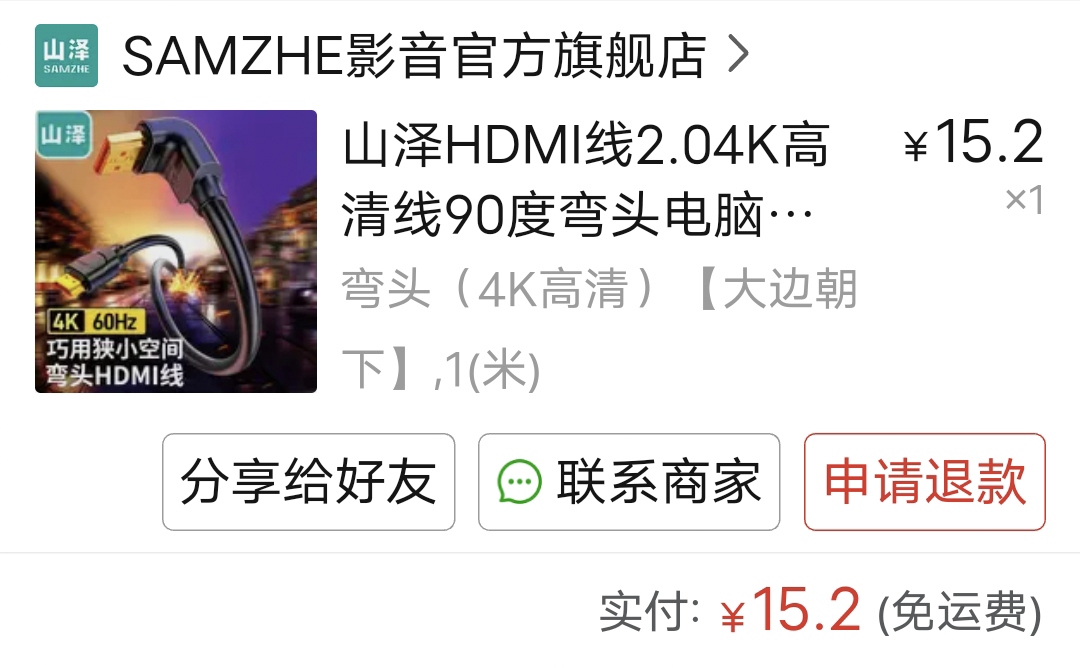 山泽
SAMZHE
SAMZHE影音官方旗舰店
山泽
4K 60Hz
巧用狭小空间
弯头HDMI线
山泽HDMI线2.04K高
清线90度弯头电脑…
¥15.2
×1
弯头（4K高清）【大边朝
下】,1(米)
分享给好友
联系商家
申请退款
实付: ¥15.2 (免运费)